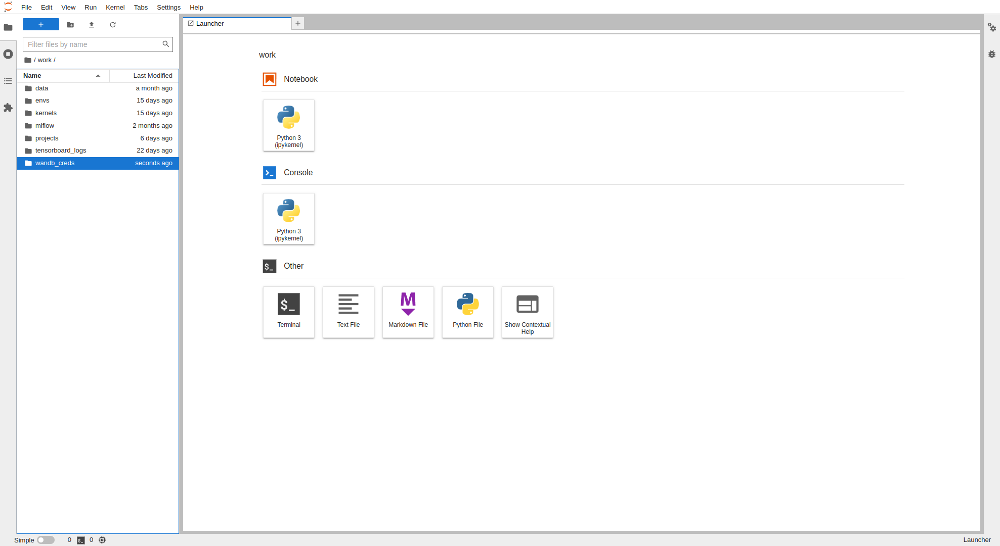 File Edit View Run Kernel Tabs Settings Help
Launcher
Filter files by name
/ work /
Name Last Modified
data a month ago
envs 15 days ago
kernels 15 days ago
mlflow 2 months ago
projects 6 days ago
tensorboard_logs 22 days ago
wandb_creds seconds ago
work
Notebook
Python 3
(ipykernel)
Console
Python 3
(ipykernel)
$_ Other
$_
Terminal
Text File
M
Markdown File
Python File
Show Contextual
Help
Simple 0 $_ 0 Launcher